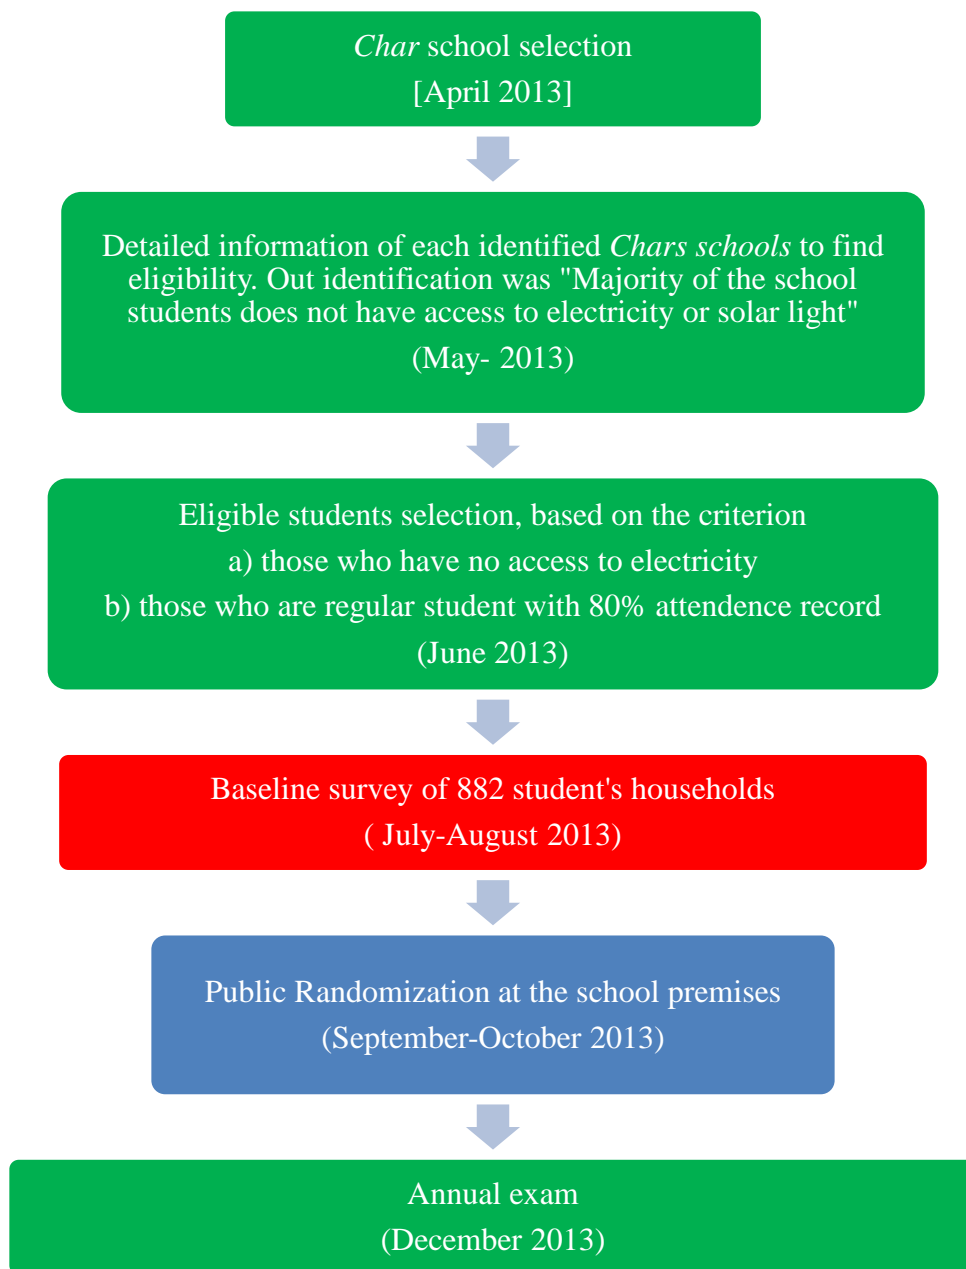 Char school selection
[April 2013]
Detailed information of each identified Chars schools to find
eligibility. Out identification was "Majority of the school
students does not have access to electricity or solar light"
(May- 2013)
Eligible students selection, based on the criterion
a) those who have no access to electricity
b) those who are regular student with 80% attendence record
(June 2013)
Baseline survey of 882 student's households
( July-August 2013)
Public Randomization at the school premises
(September-October 2013)
Annual exam
(December 2013)